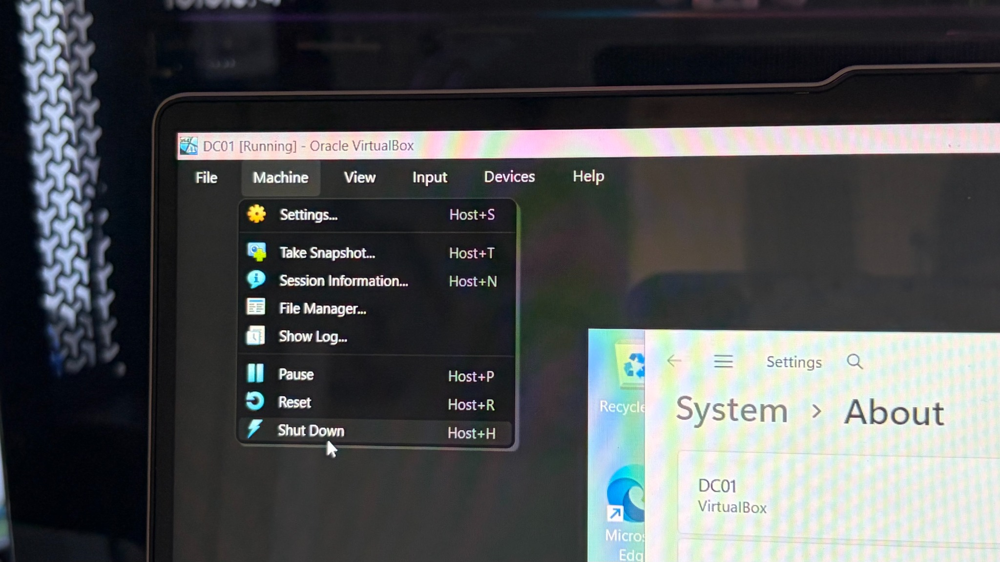 DC01 [Running] - Oracle VirtualBox
File Machine View Input Devices Help
Settings... Host+S
Take Snapshot... Host+T
Session Information... Host+N
File Manager...
Show Log...
Pause Host+P
Reset Host+R
Shut Down Host+H
Settings
System > About
Recycle
DC01
VirtualBox
Micros
Edg